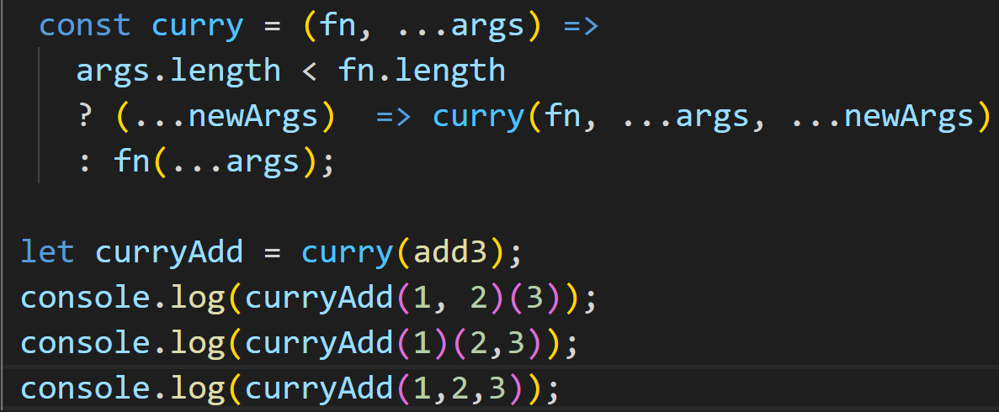 const curry = (fn, ...args) =>
args.length < fn.length
? (...newArgs)  => curry(fn, ...args, ...newArgs)
: fn(...args);
let curryAdd = curry(add3);
console.log(curryAdd(1, 2)(3));
console.log(curryAdd(1)(2,3));
console.log(curryAdd(1,2,3));